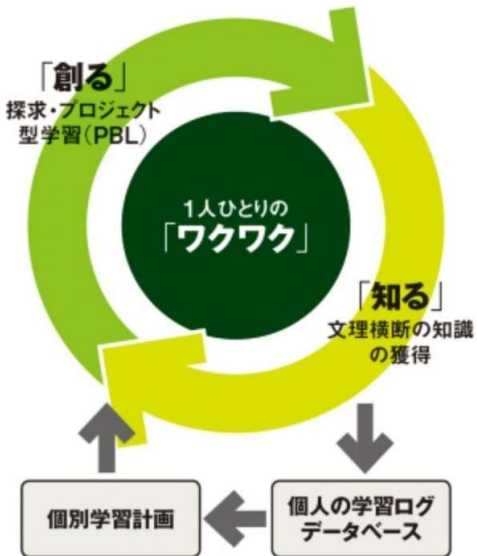 「創る」
探求・プロジェクト
型学習(PBL)
1人ひとりの
「ワクワク」
「知る」
文理横断の知識
の獲得
個別学習計画
個人の学習ログ
データベース